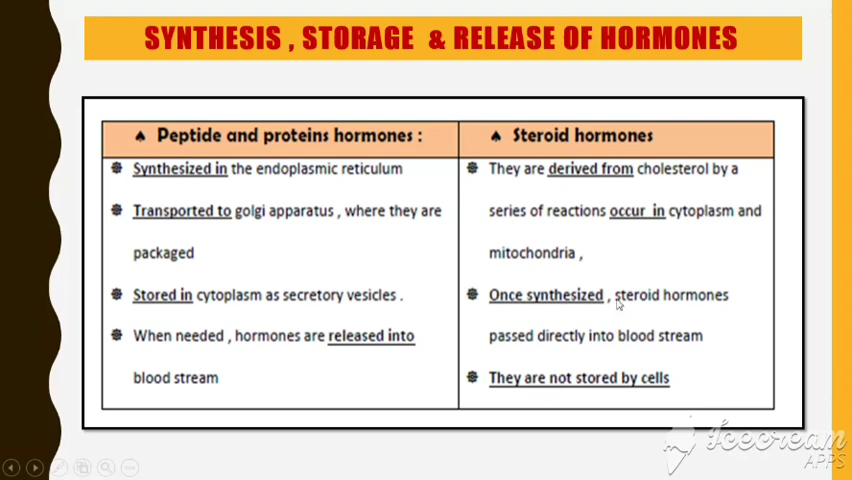 SYNTHESIS , STORAGE & RELEASE OF HORMONES
♠ Peptide and proteins hormones :
Synthesized in the endoplasmic reticulum
Transported to golgi apparatus , where they are
packaged
Stored in cytoplasm as secretory vesicles .
When needed , hormones are released into
blood stream
♠ Steroid hormones
They are derived from cholesterol by a
series of reactions occur in cytoplasm and
mitochondria ,
Once synthesized , steroid hormones
passed directly into blood stream
They are not stored by cells
Icecream
APPS